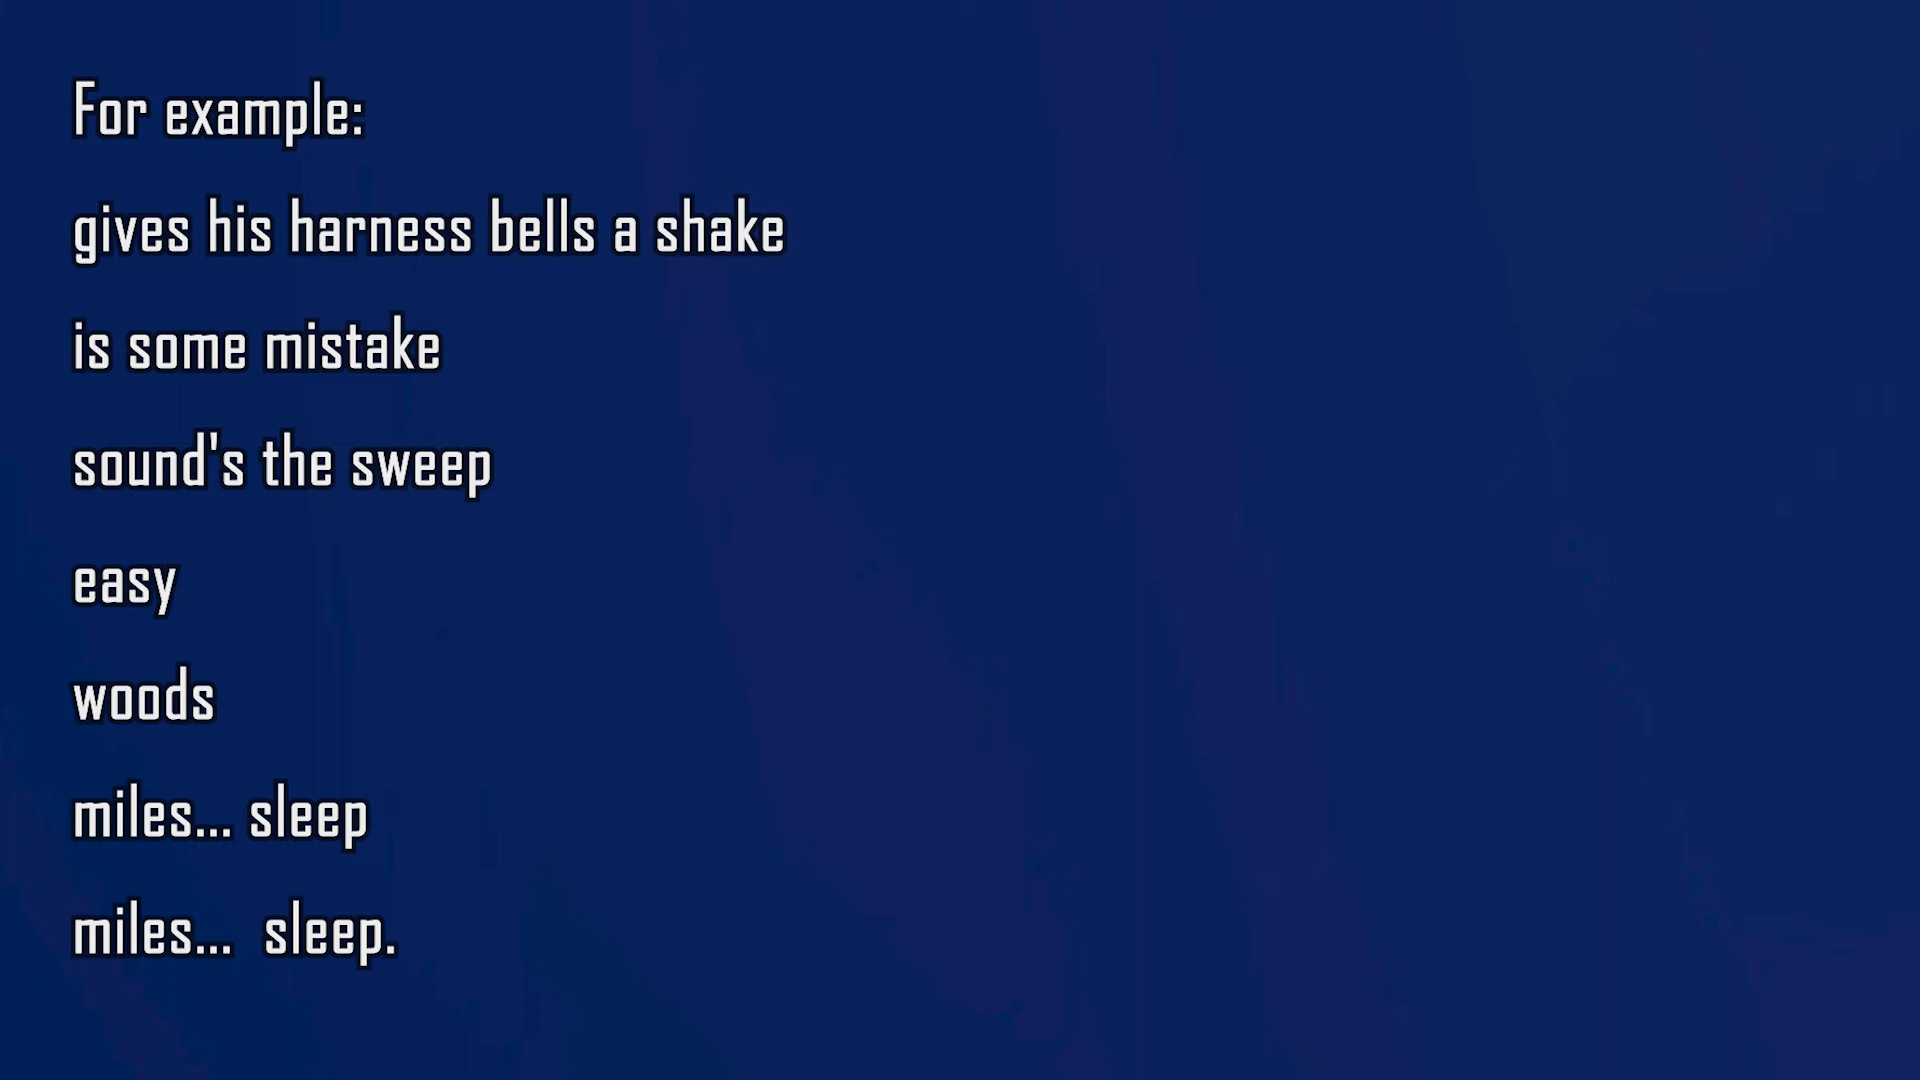 For example:
gives his harness bells a shake
is some mistake
sound's the sweep
easy
woods
miles... sleep
miles...  sleep.